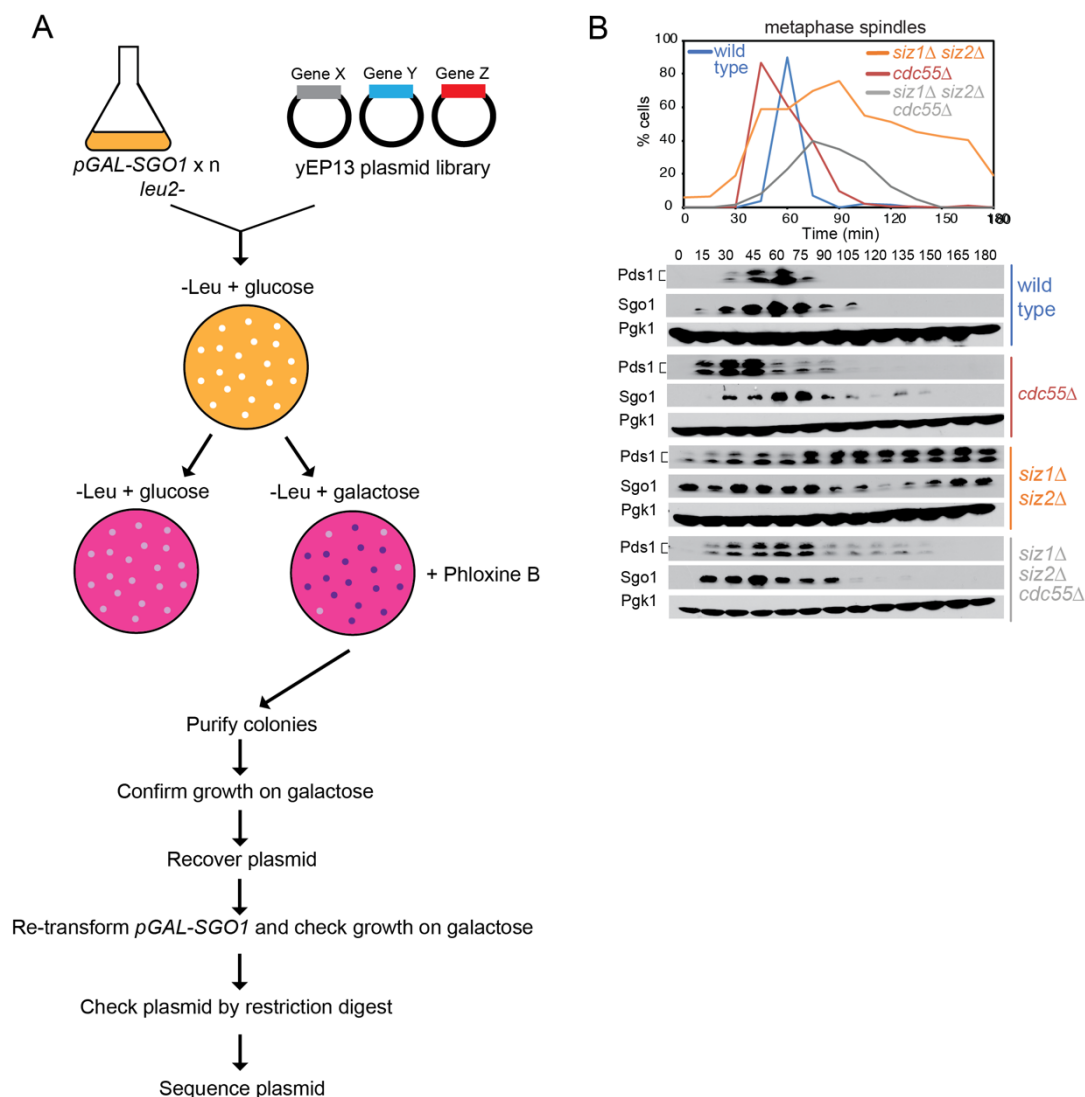 A
Gene X Gene Y Gene Z
pGAL-SGO1 x n
leu2-
yEP13 plasmid library
-Leu + glucose
-Leu + glucose
-Leu + galactose
+ Phloxine B
Purify colonies
Confirm growth on galactose
Recover plasmid
Re-transform pGAL-SGO1 and check growth on galactose
Check plasmid by restriction digest
Sequence plasmid
B
metaphase spindles
100
80
60
40
20
0
% cells
wild
type
siz1Δ siz2Δ
cdc55Δ
siz1Δ siz2Δ
cdc55Δ
0 30 60 90 120 150 180
Time (min)
0 15 30 45 60 75 90 105 120 135 150 165 180
Pds1
Sgo1
Pgk1
wild
type
Pds1
Sgo1
Pgk1
cdc55Δ
Pds1
Sgo1
Pgk1
siz1Δ
siz2Δ
Pds1
Sgo1
Pgk1
siz1Δ
siz2Δ
cdc55Δ